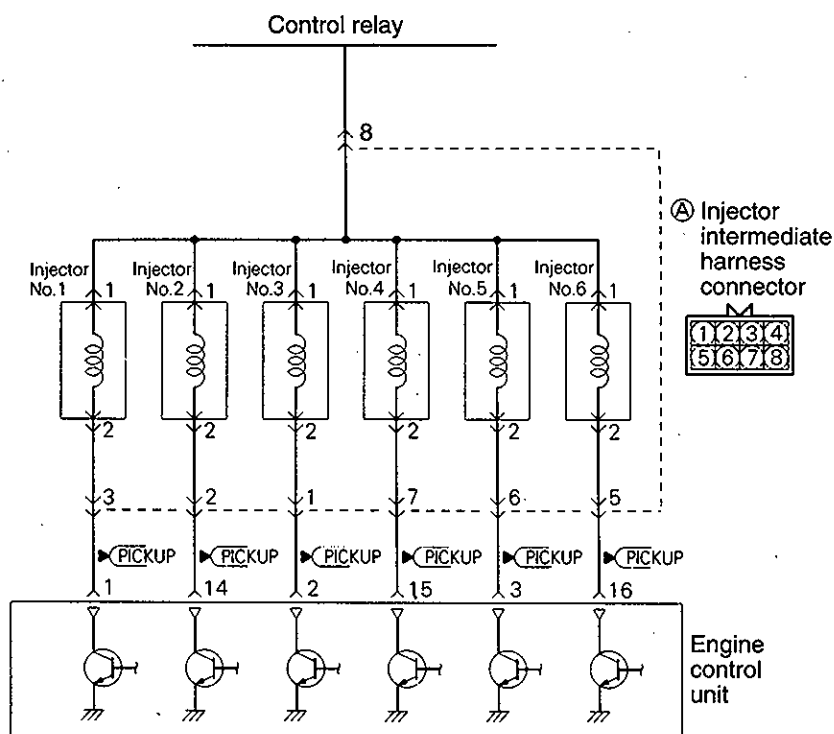 Control relay
8
Ⓐ Injector
intermediate
harness
connector
Injector
No.1
1
Injector
No.2
1
Injector
No.3
1
Injector
No.4
1
Injector
No.5
1
Injector
No.6
1
① ② ③ ④
⑤ ⑥ ⑦ ⑧
2 2 2 2 2 2
3 2 1 7 6 5
PICKUP PICKUP PICKUP PICKUP PICKUP PICKUP
1 14 2 15 3 16
Engine
control
unit